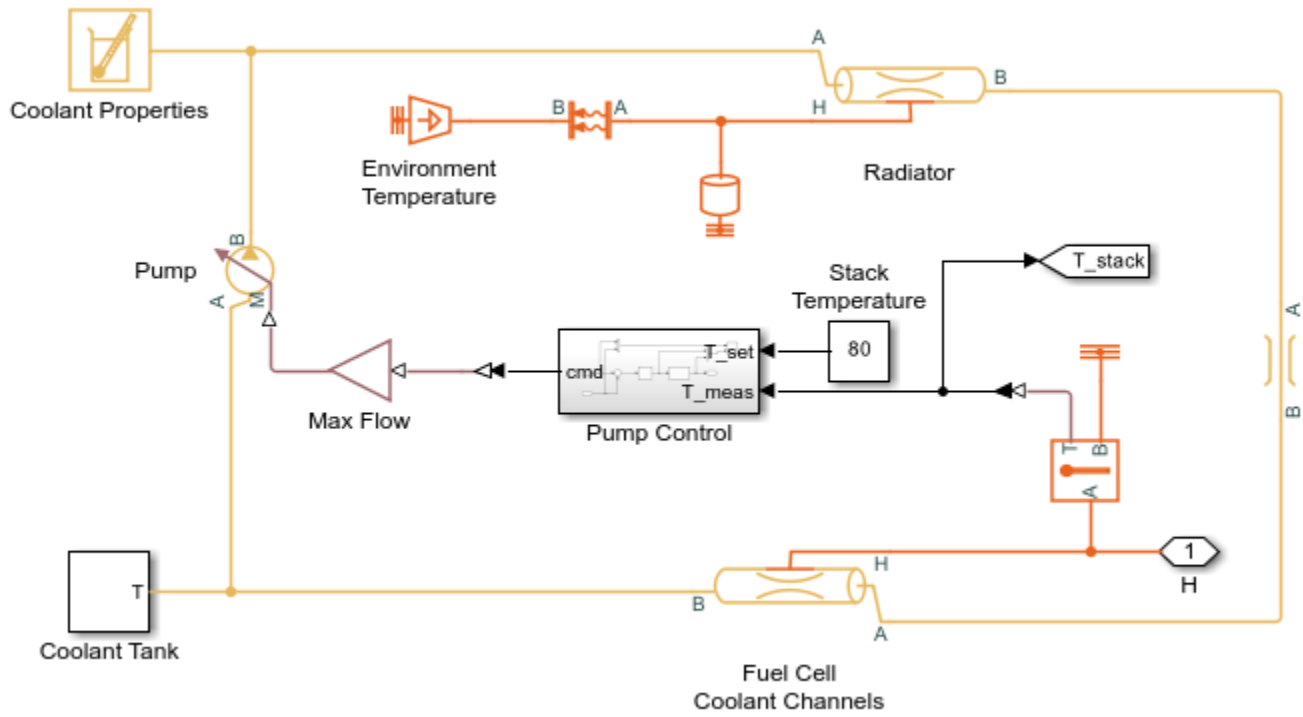 A
B
Coolant Properties
B
A
H
Environment
Temperature
Radiator
B
Pump
A
M
Stack
Temperature
T_stack
A
80
T_set
cmd
T_meas
Max Flow
Pump Control
B
T
B
A
T
H
1
H
B
A
Coolant Tank
Fuel Cell
Coolant Channels